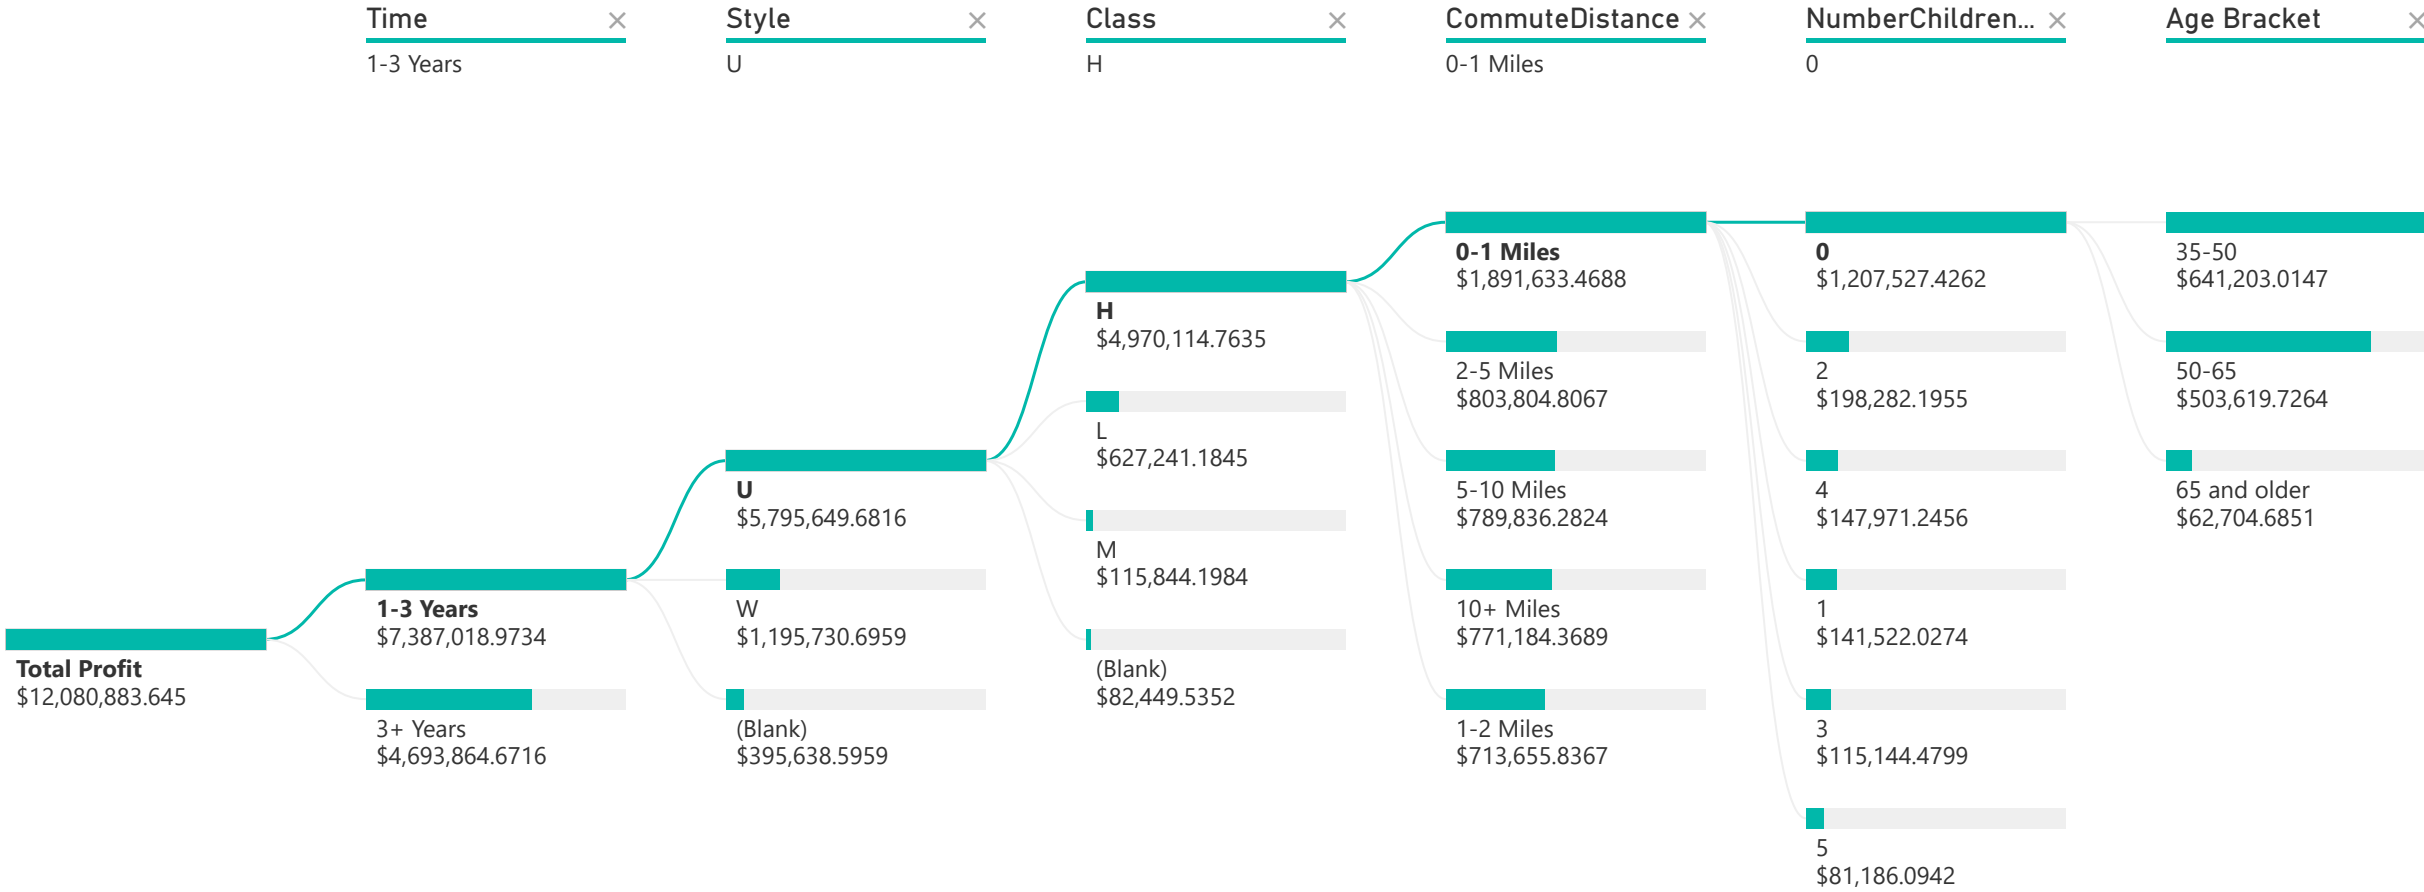 Time
1-3 Years
Style
U
Class
H
CommuteDistance
0-1 Miles
NumberChildren...
0
Age Bracket
Total Profit
$12,080,883.645
1-3 Years
$7,387,018.9734
3+ Years
$4,693,864.6716
U
$5,795,649.6816
W
$1,195,730.6959
(Blank)
$395,638.5959
H
$4,970,114.7635
L
$627,241.1845
M
$115,844.1984
(Blank)
$82,449.5352
0-1 Miles
$1,891,633.4688
2-5 Miles
$803,804.8067
5-10 Miles
$789,836.2824
10+ Miles
$771,184.3689
1-2 Miles
$713,655.8367
0
$1,207,527.4262
2
$198,282.1955
4
$147,971.2456
1
$141,522.0274
3
$115,144.4799
5
$81,186.0942
35-50
$641,203.0147
50-65
$503,619.7264
65 and older
$62,704.6851